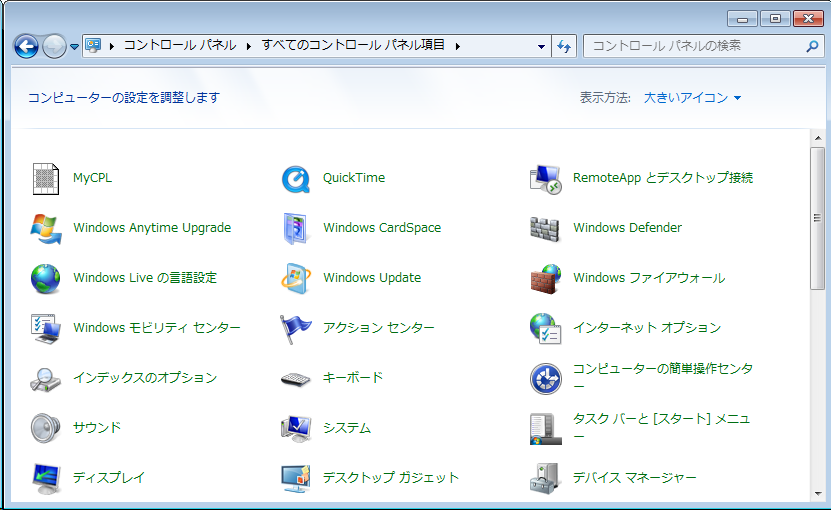 コントロール パネル ▸ すべてのコントロール パネル項目 ▸
コントロール パネルの検索
コンピューターの設定を調整します
表示方法: 大きいアイコン
MyCPL
QuickTime
RemoteApp とデスクトップ接続
Windows Anytime Upgrade
Windows CardSpace
Windows Defender
Windows Live の言語設定
Windows Update
Windows ファイアウォール
Windows モビリティ センター
アクション センター
インターネット オプション
インデックスのオプション
キーボード
コンピューターの簡単操作センタ
ー
サウンド
システム
タスク バーと [スタート] メニュ
ー
ディスプレイ
デスクトップ ガジェット
デバイス マネージャー